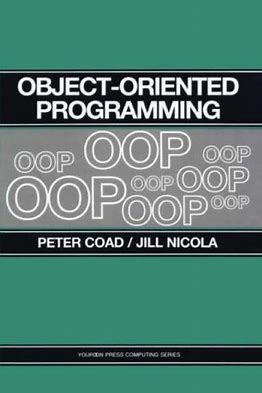 OBJECT-ORIENTED
PROGRAMMING
OOP OOP OOP
OOP OOP OOP OOP OOP
PETER COAD / JILL NICOLA
YOURDON PRESS COMPUTING SERIES